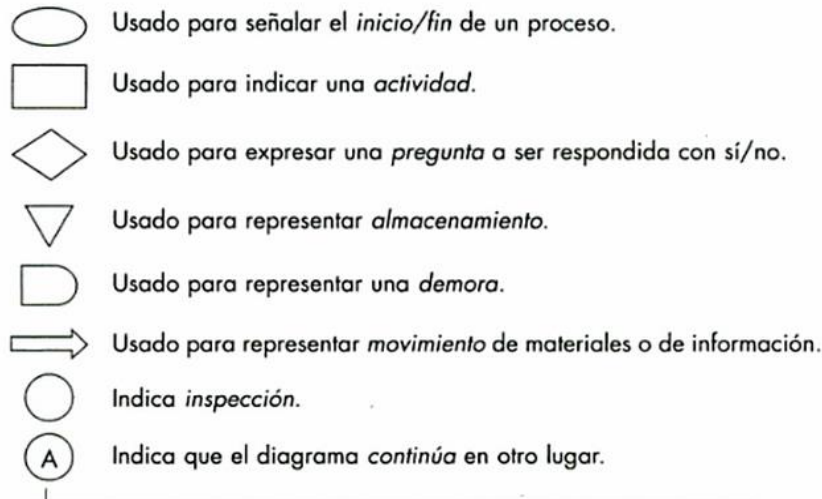 Usado para señalar el inicio/fin de un proceso.
Usado para indicar una actividad.
Usado para expresar una pregunta a ser respondida con sí/no.
Usado para representar almacenamiento.
Usado para representar una demora.
Usado para representar movimiento de materiales o de información.
Indica inspección.
A Indica que el diagrama continúa en otro lugar.